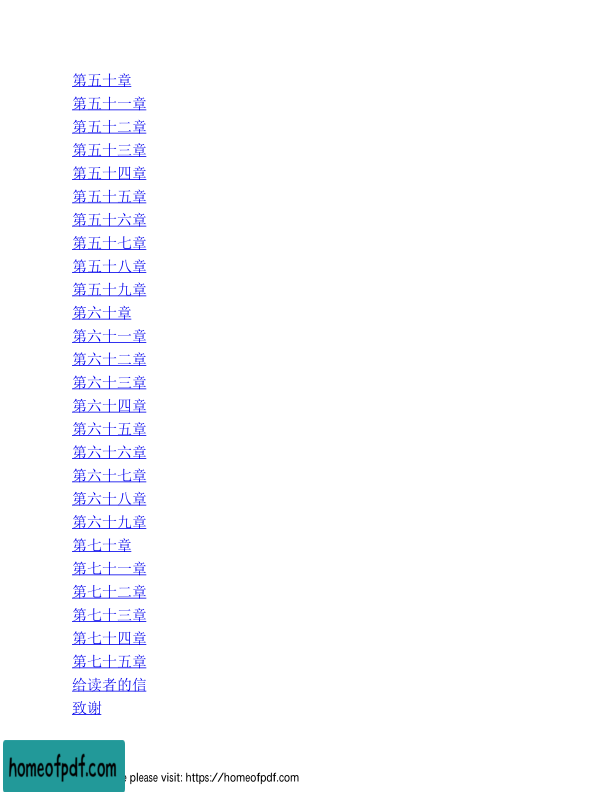 第五十章
第五十一章
第五十二章
第五十三章
第五十四章
第五十五章
第五十六章
第五十七章
第五十八章
第五十九章
第六十章
第六十一章
第六十二章
第六十三章
第六十四章
第六十五章
第六十六章
第六十七章
第六十八章
第六十九章
第七十章
第七十一章
第七十二章
第七十三章
第七十四章
第七十五章
给读者的信
致谢
homeofpdf.com
please visit: https://homeofpdf.com